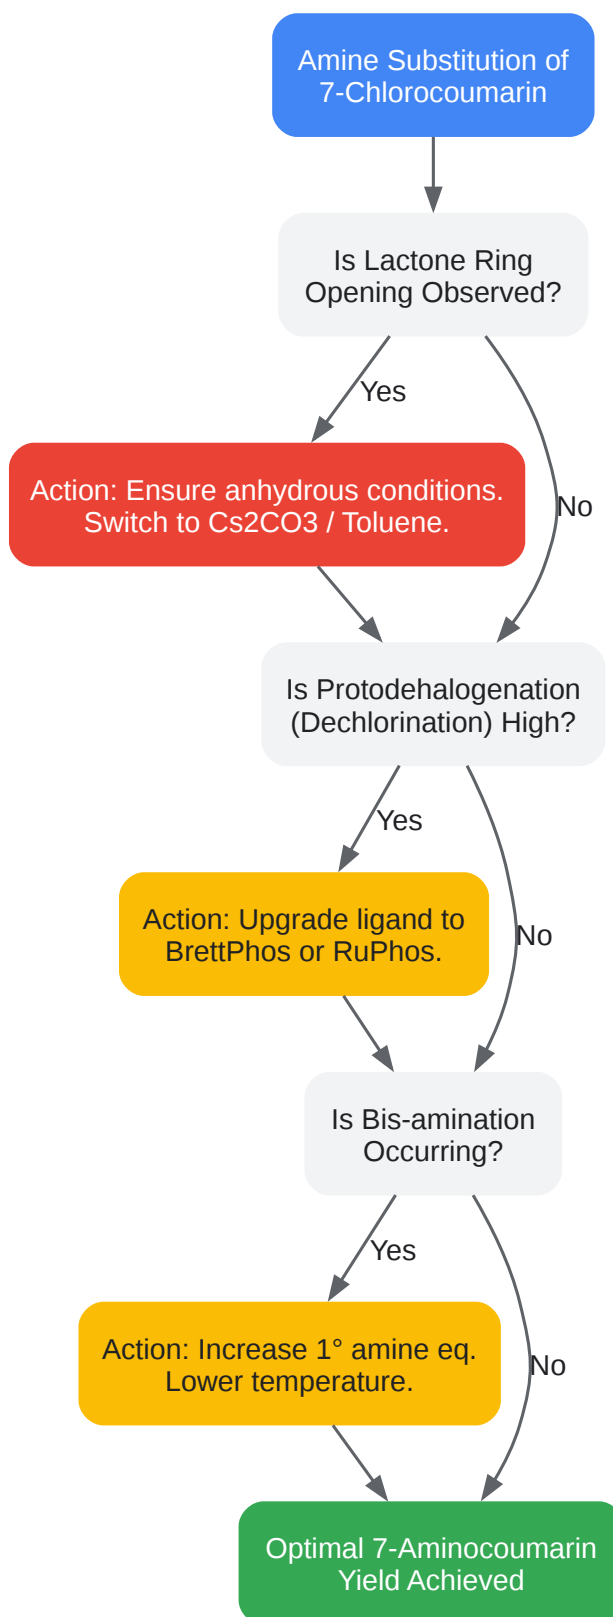 Amine Substitution of
7-Chlorocoumarin
Is Lactone Ring
Opening Observed?
Yes
Action: Ensure anhydrous conditions.
Switch to Cs2CO3 / Toluene.
No
Is Protodehalogenation
(Dechlorination) High?
Yes
Action: Upgrade ligand to
BrettPhos or RuPhos.
No
Is Bis-amination
Occurring?
Yes
Action: Increase 1° amine eq.
Lower temperature.
No
Optimal 7-Aminocoumarin
Yield Achieved